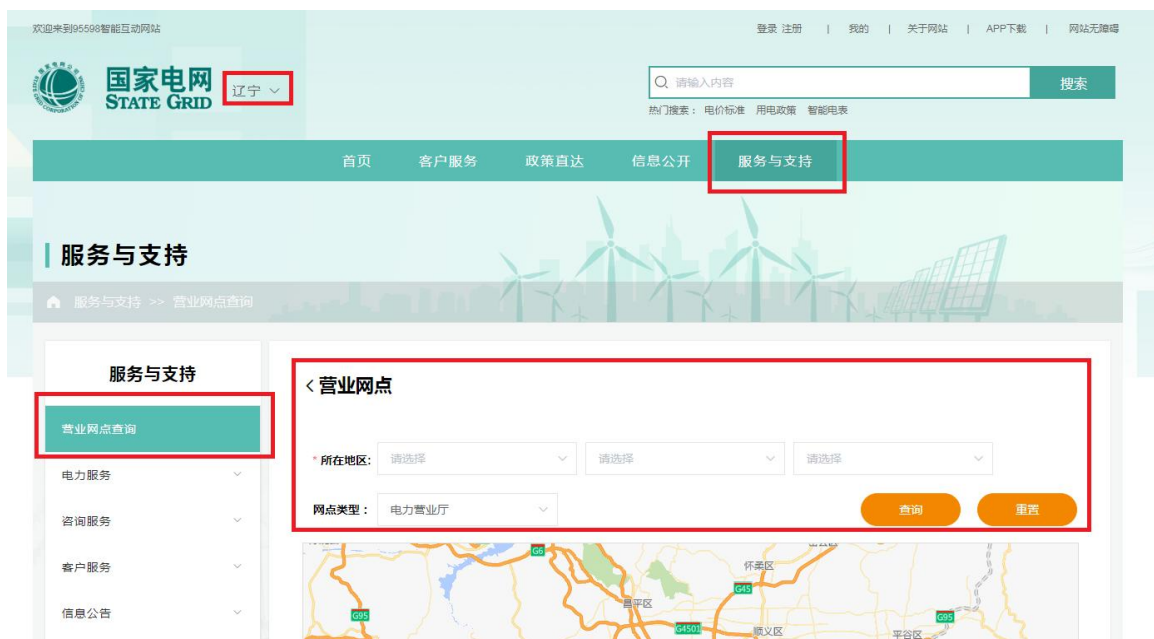 欢迎来到95598智能互动网站
登录 注册 | 我的 | 关于网站 | APP下载 | 网站无障碍
国家电网
STATE GRID
辽宁
请输入内容
搜索
热门搜索： 电价标准 用电政策 智能电表
首页 客户服务 政策直达 信息公开 服务与支持
服务与支持
服务与支持 >> 营业网点查询
服务与支持
营业网点查询
电力服务
咨询服务
客户服务
信息公告
<营业网点
* 所在地区: 请选择 请选择 请选择
网点类型： 电力营业厅
查询 重置
G6
怀柔区
G45
昌平区
G95
G4501
顺义区
G95
平谷区